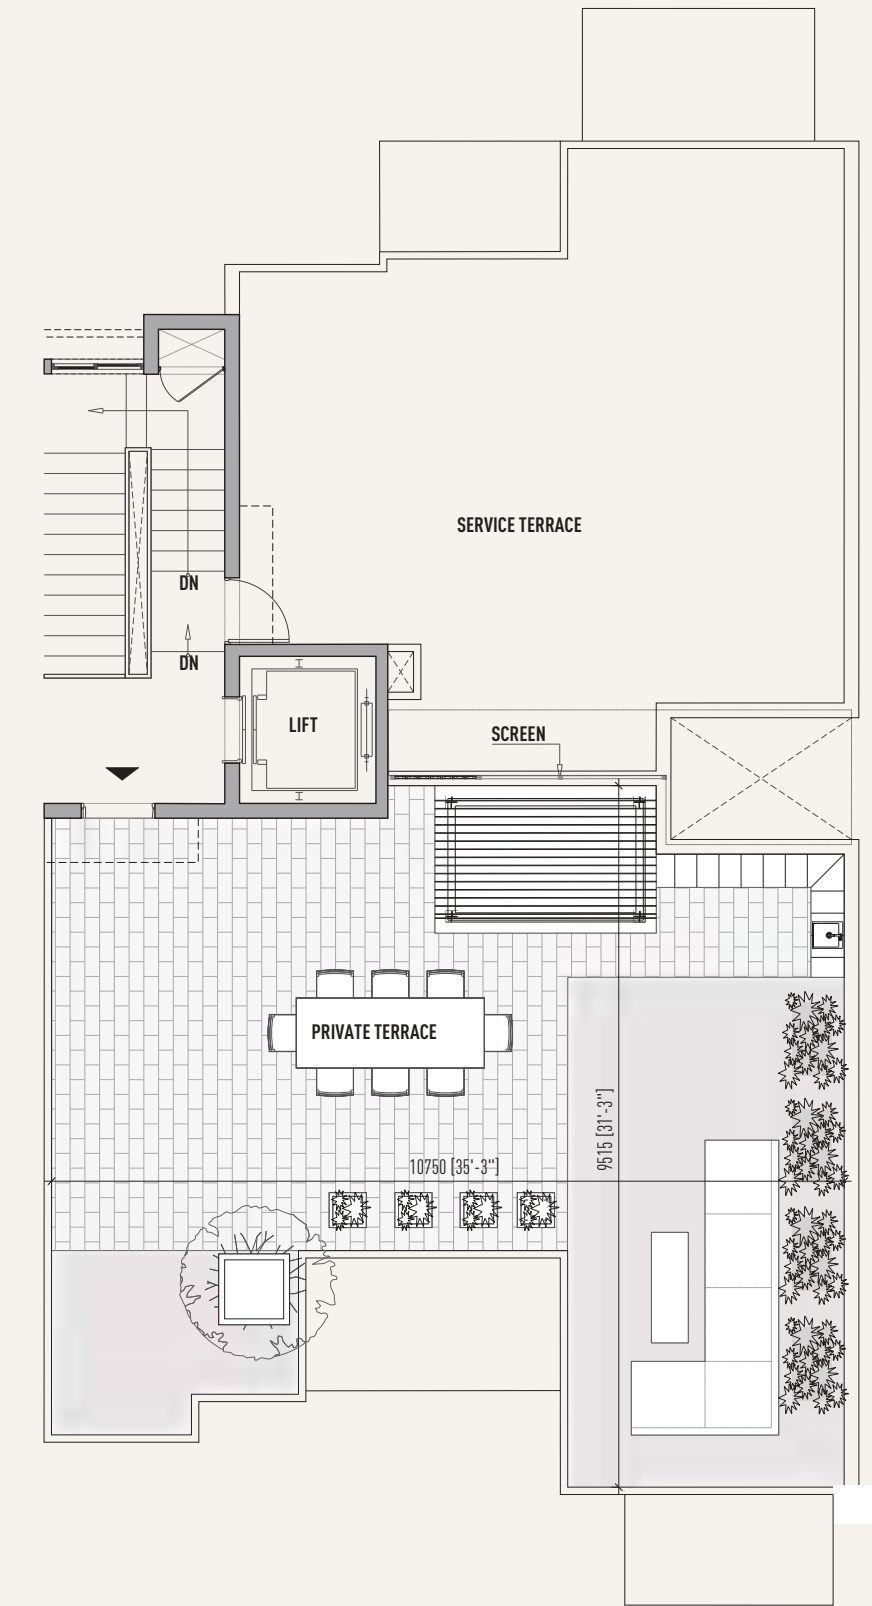 SERVICE TERRACE
DN
DN
LIFT
SCREEN
PRIVATE TERRACE
9515 [31'-3"]
10750 [35'-3"]